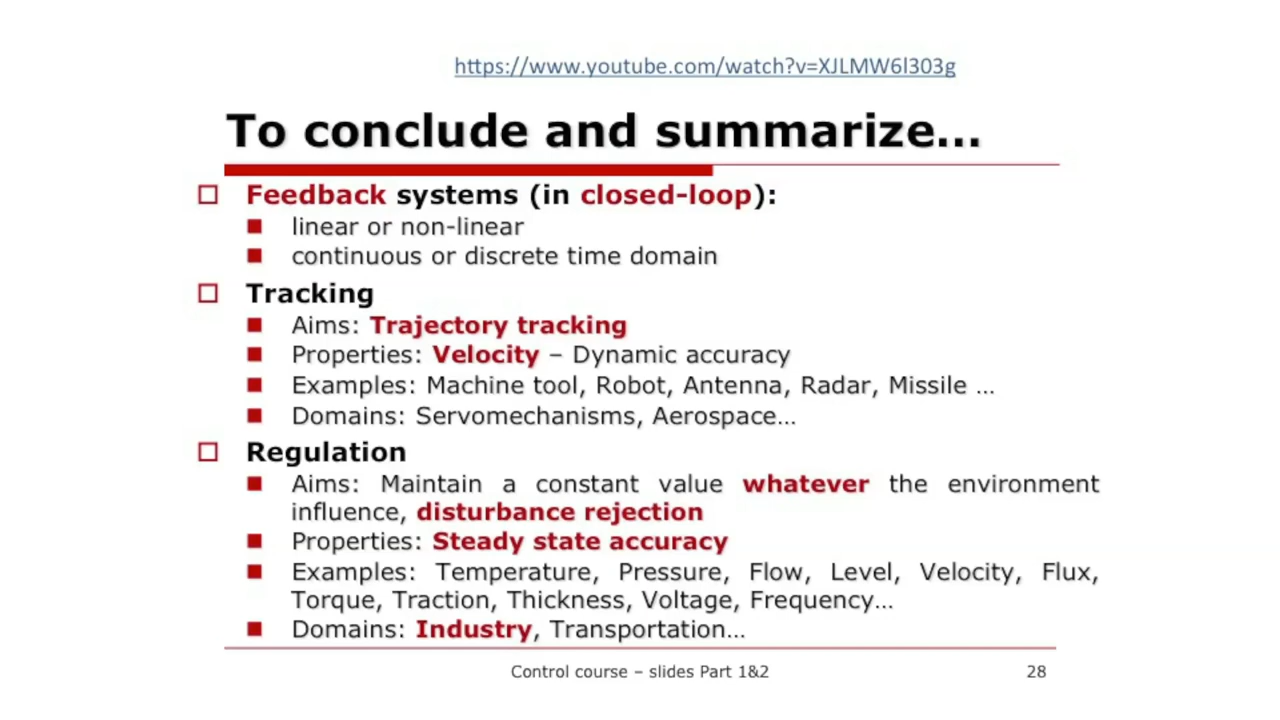 https://www.youtube.com/watch?v=XJLMW6l303g
To conclude and summarize…
Feedback systems (in closed-loop):
linear or non-linear
continuous or discrete time domain
Tracking
Aims: Trajectory tracking
Properties: Velocity – Dynamic accuracy
Examples: Machine tool, Robot, Antenna, Radar, Missile …
Domains: Servomechanisms, Aerospace…
Regulation
Aims: Maintain a constant value whatever the environment
influence, disturbance rejection
Properties: Steady state accuracy
Examples: Temperature, Pressure, Flow, Level, Velocity, Flux,
Torque, Traction, Thickness, Voltage, Frequency…
Domains: Industry, Transportation…
Control course – slides Part 1&2
28